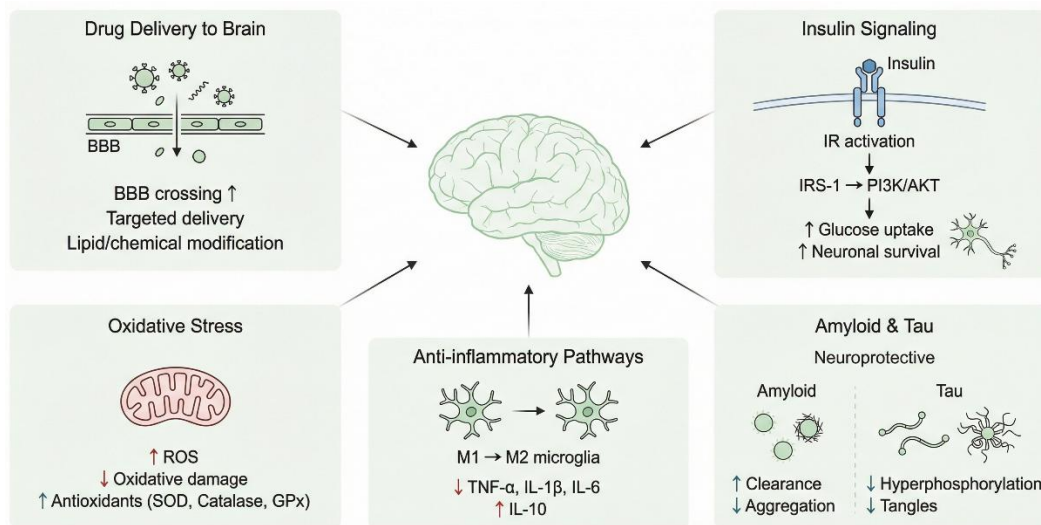 Drug Delivery to Brain
BBB
BBB crossing ↑
Targeted delivery
Lipid/chemical modification
Insulin Signaling
Insulin
IR activation
IRS-1 → PI3K/AKT
↑ Glucose uptake
↑ Neuronal survival
Oxidative Stress
↑ ROS
↓ Oxidative damage
↑ Antioxidants (SOD, Catalase, GPx)
Anti-inflammatory Pathways
M1 → M2 microglia
↓ TNF-α, IL-1β, IL-6
↑ IL-10
Amyloid & Tau
Neuroprotective
Amyloid
↑ Clearance
↓ Aggregation
Tau
↓ Hyperphosphorylation
↓ Tangles